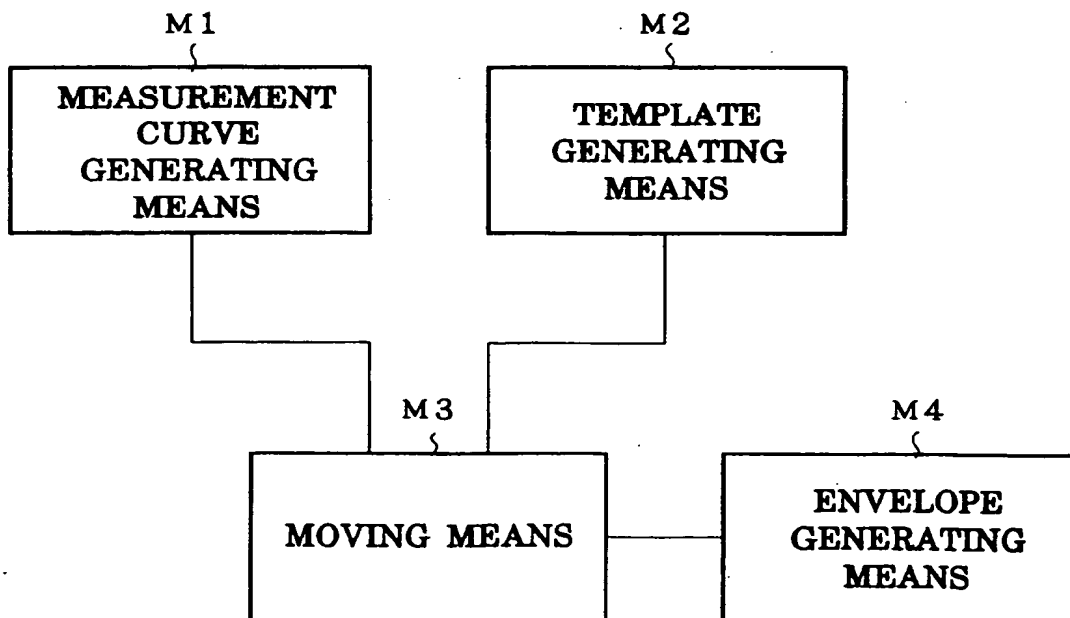 M1
MEASUREMENT
CURVE
GENERATING
MEANS
M2
TEMPLATE
GENERATING
MEANS
M3
MOVING MEANS
M4
ENVELOPE
GENERATING
MEANS